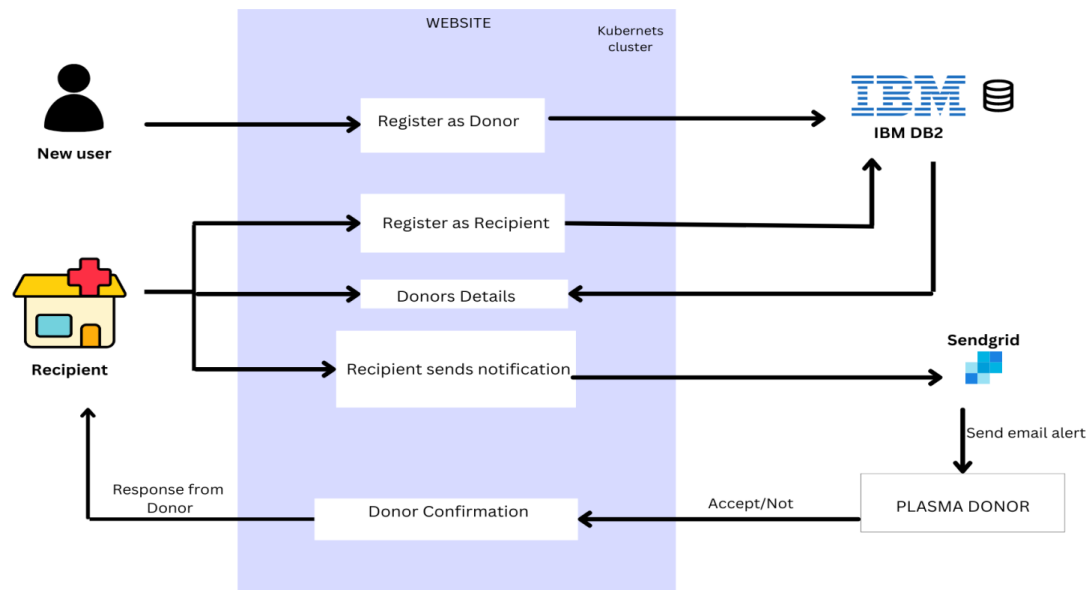 WEBSITE
Kubernets
cluster
New user
Register as Donor
IBM
IBM DB2
Register as Recipient
Donors Details
Recipient
Recipient sends notification
Sendgrid
Send email alert
PLASMA DONOR
Accept/Not
Donor Confirmation
Response from
Donor